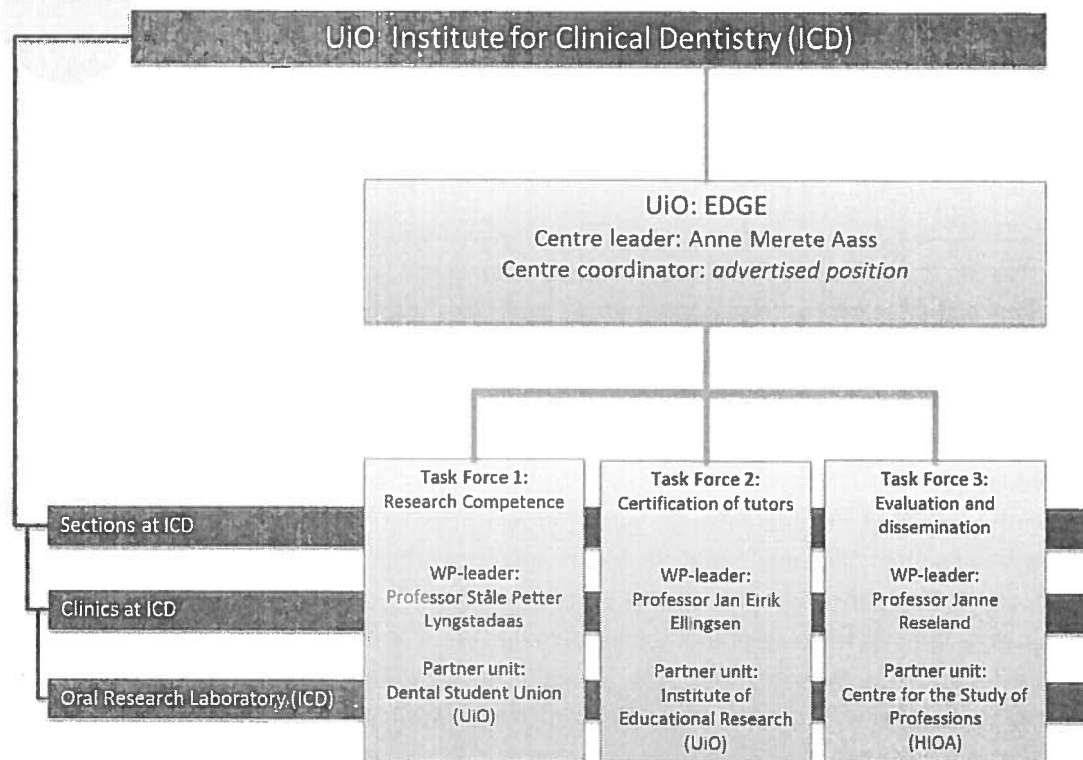 UiO: Institute for Clinical Dentistry (ICD)
UiO: EDGE
Centre leader: Anne Merete Aass
Centre coordinator: advertised position
Task Force 1:
Research Competence
WP-leader:
Professor Ståle Petter
Lyngstadaas
Partner unit:
Dental Student Union
(UiO)
Task Force 2:
Certification of tutors
WP-leader:
Professor Jan Eirik
Ellingsen
Partner unit:
Institute of
Educational Research
(UiO)
Task Force 3:
Evaluation and
dissemination
WP-leader:
Professor Janne
Reseland
Partner unit:
Centre for the Study of
Professions
(HIOA)
Sections at ICD
Clinics at ICD
Oral Research Laboratory (ICD)